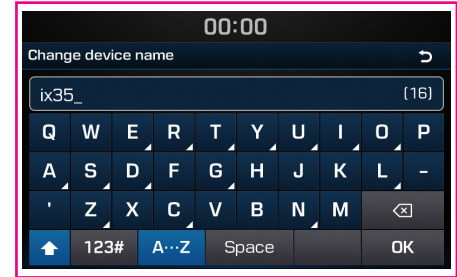 00:00
Change device name
ix35_ (16)
Q W E R T Y U I O P
A S D F G H J K L -
' Z X C V B N M
123# A···Z Space OK